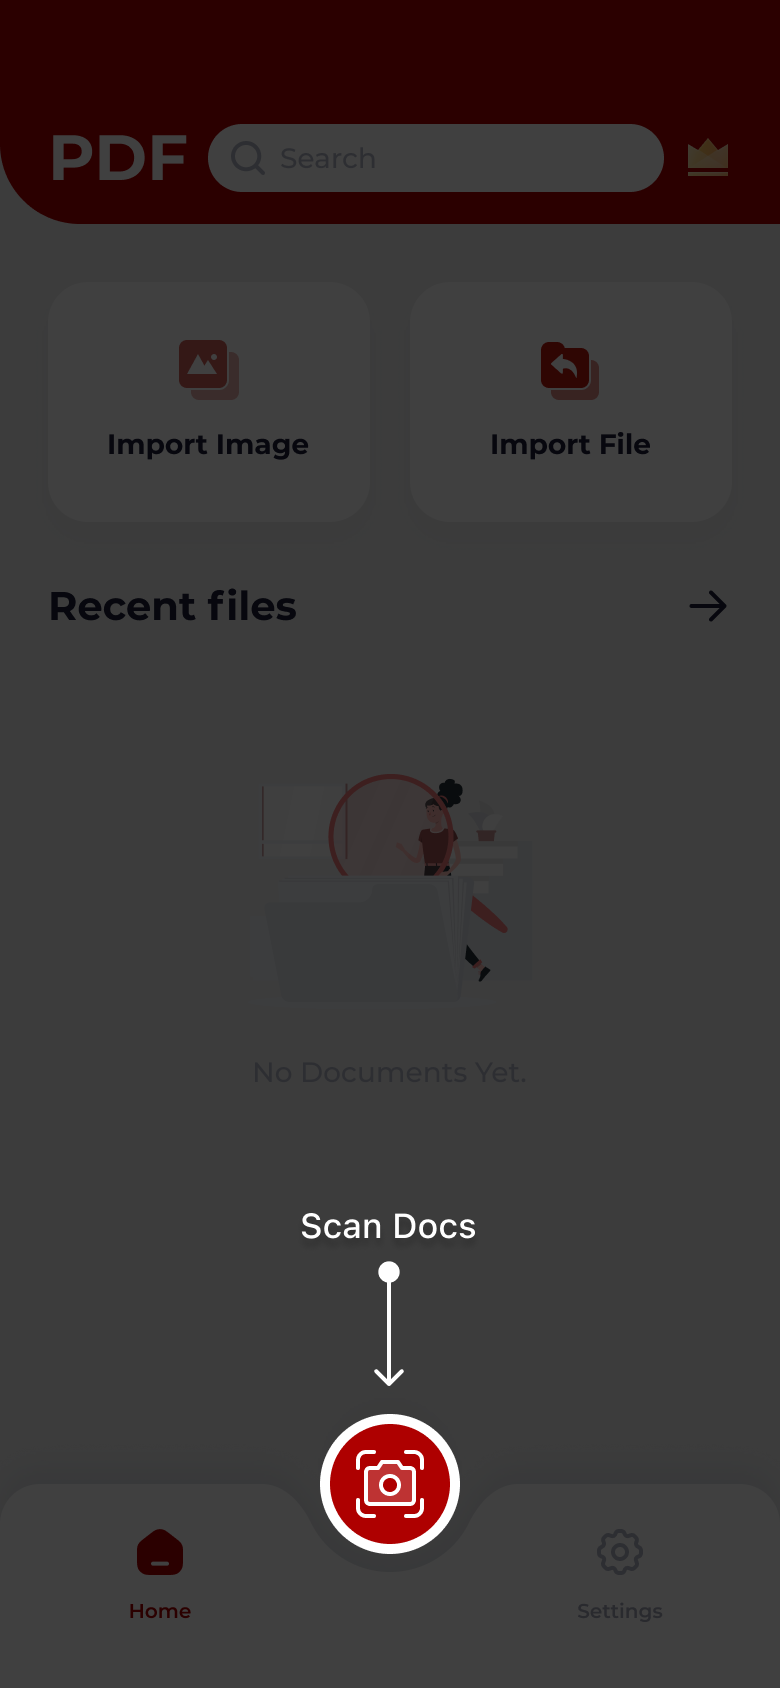 PDF
Search
Import Image
Import File
Recent files
No Documents Yet.
Scan Docs
Home
Settings